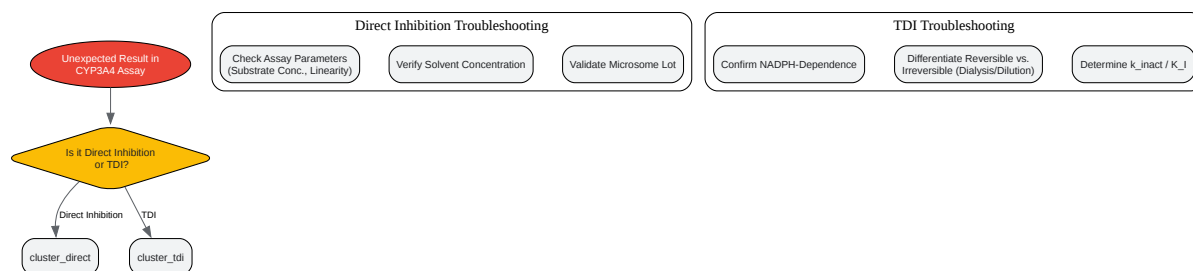 Direct Inhibition Troubleshooting
Check Assay Parameters
(Substrate Conc., Linearity)
Verify Solvent Concentration
Validate Microsome Lot
TDI Troubleshooting
Confirm NADPH-Dependence
Differentiate Reversible vs.
Irreversible (Dialysis/Dilution)
Determine k_inact / K_I
Unexpected Result in
CYP3A4 Assay
Is it Direct Inhibition
or TDI?
Direct Inhibition
TDI
cluster_direct
cluster_tdi